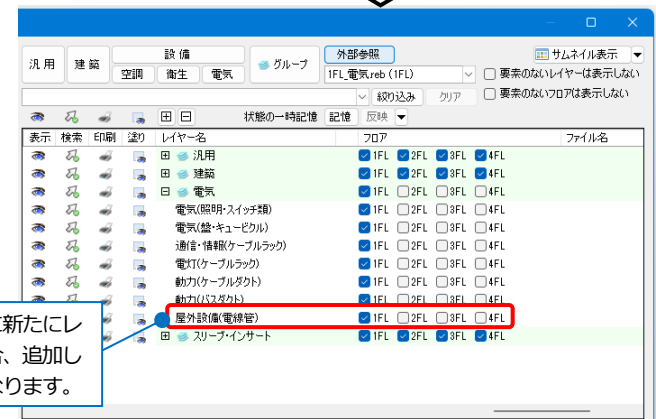 汎用 建築 設備 グループ 外部参照 サムネイル表示
空調 衛生 電気 1FL_電気.reb (1FL) 要素のないレイヤーは表示しない
絞り込み クリア 要素のないフロアは表示しない
状態の一時記憶 記憶 反映
表示 検索 印刷 塗り レイヤー名 フロア ファイル名
汎用 1FL 2FL 3FL 4FL
建築 1FL 2FL 3FL 4FL
電気 1FL 2FL 3FL 4FL
電気(照明・スイッチ類) 1FL 2FL 3FL 4FL
電気(盤・キュービクル) 1FL 2FL 3FL 4FL
通信・情報(ケーブルラック) 1FL 2FL 3FL 4FL
電灯(ケーブルラック) 1FL 2FL 3FL 4FL
動力(ケーブルダクト) 1FL 2FL 3FL 4FL
動力(バスダクト) 1FL 2FL 3FL 4FL
屋外設備(電線管) 1FL 2FL 3FL 4FL
スリーブ・インサート 1FL 2FL 3FL 4FL
新たにレ
、追加し
なります。